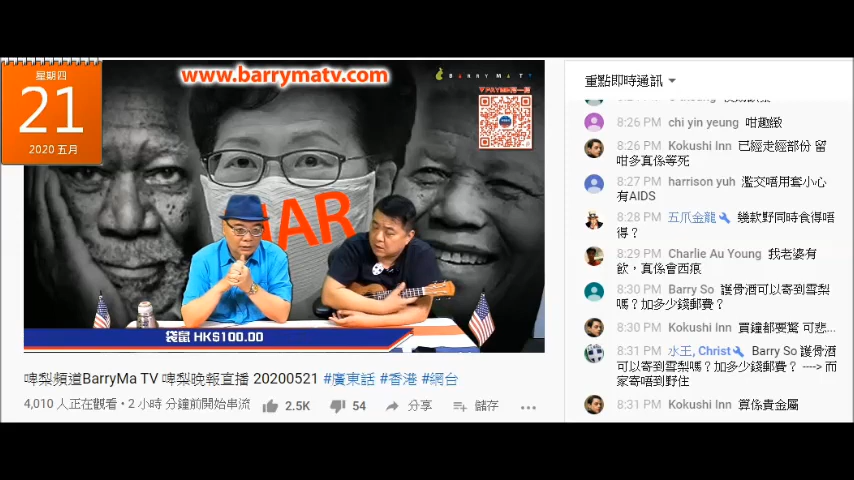 星期四
21
2020 五月
www.barrymatv.com
BARRYMATV
IAR
袋鼠 HK$100.00
啤梨頻道BarryMa TV 啤梨晚報直播 20200521 #廣東話 #香港 #網台
4,010 人正在觀看 • 2 小時 分鐘前開始串流
2.5K
54
分享
儲存
重點即時通訊
8:26 PM chi yin yeung 咁趣緻
8:26 PM Kokushi Inn 已經走經部份 留
咁多真係等死
8:27 PM harrison yuh 濫交唔用套小心
有AIDS
8:28 PM 五爪金龍 幾款野同時食得唔
得？
8:29 PM Charlie Au Young 我老婆有
飲，真係會西痕
8:30 PM Barry So 護骨酒可以寄到雪梨
嗎？加多少錢郵費？
8:30 PM Kokushi Inn 買鐘都要驚 可悲...
8:31 PM 水王, Christ Barry So 護骨酒
可以寄到雪梨嗎？加多少錢郵費？ ----> 而
家寄唔到野住
8:31 PM Kokushi Inn 算係貴金屬